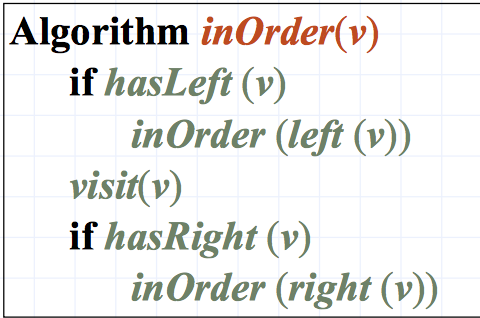 Algorithm inOrder(v)
if hasLeft (v)
inOrder (left (v))
visit(v)
if hasRight (v)
inOrder (right (v))